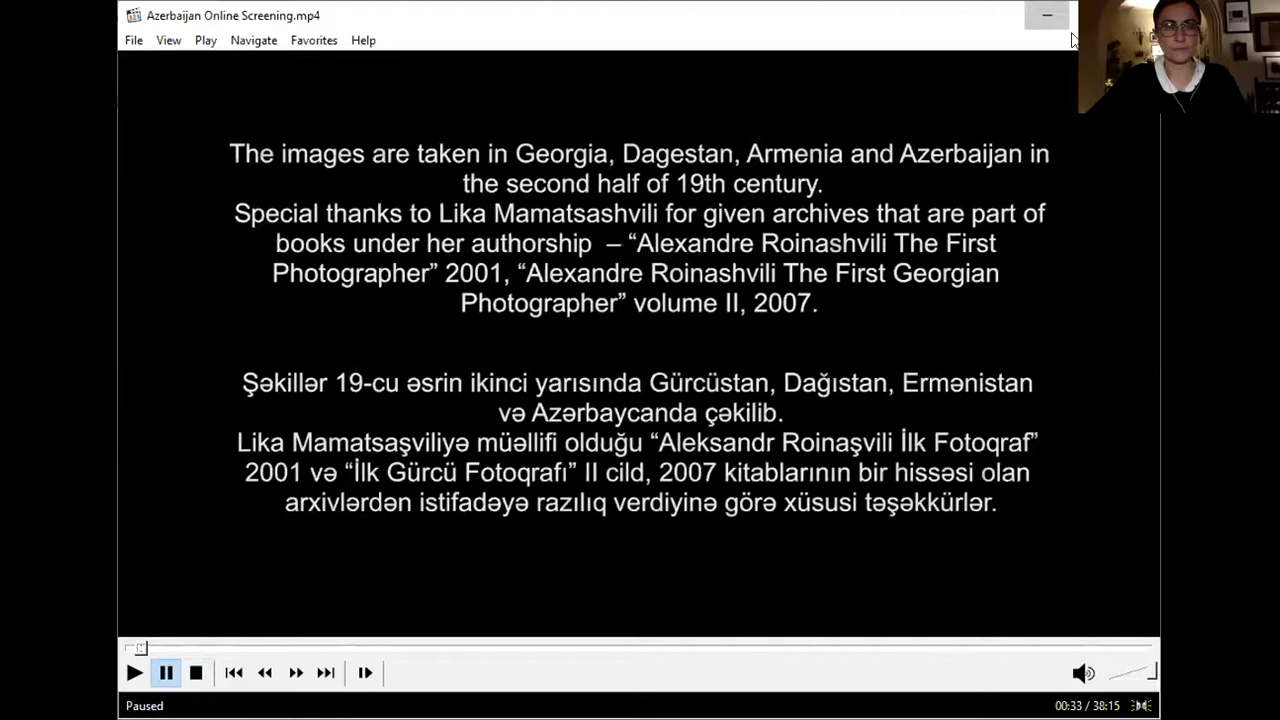 Azerbaijan Online Screening.mp4
File View Play Navigate Favorites Help
The images are taken in Georgia, Dagestan, Armenia and Azerbaijan in
the second half of 19th century.
Special thanks to Lika Mamatsashvili for given archives that are part of
books under her authorship – “Alexandre Roinashvili The First
Photographer” 2001, “Alexandre Roinashvili The First Georgian
Photographer” volume II, 2007.
Şəkillər 19-cu əsrin ikinci yarısında Gürcüstan, Dağıstan, Ermənistan
və Azərbaycanda çəkilib.
Lika Mamatsaşviliyə müəllifi olduğu “Aleksandr Roinaşvili İlk Fotoqraf”
2001 və “İlk Gürcü Fotoqrafı” II cild, 2007 kitablarının bir hissəsi olan
arxivlərdən istifadəyə razılıq verdiyinə görə xüsusi təşəkkürlər.
Paused 00:33 / 38:15